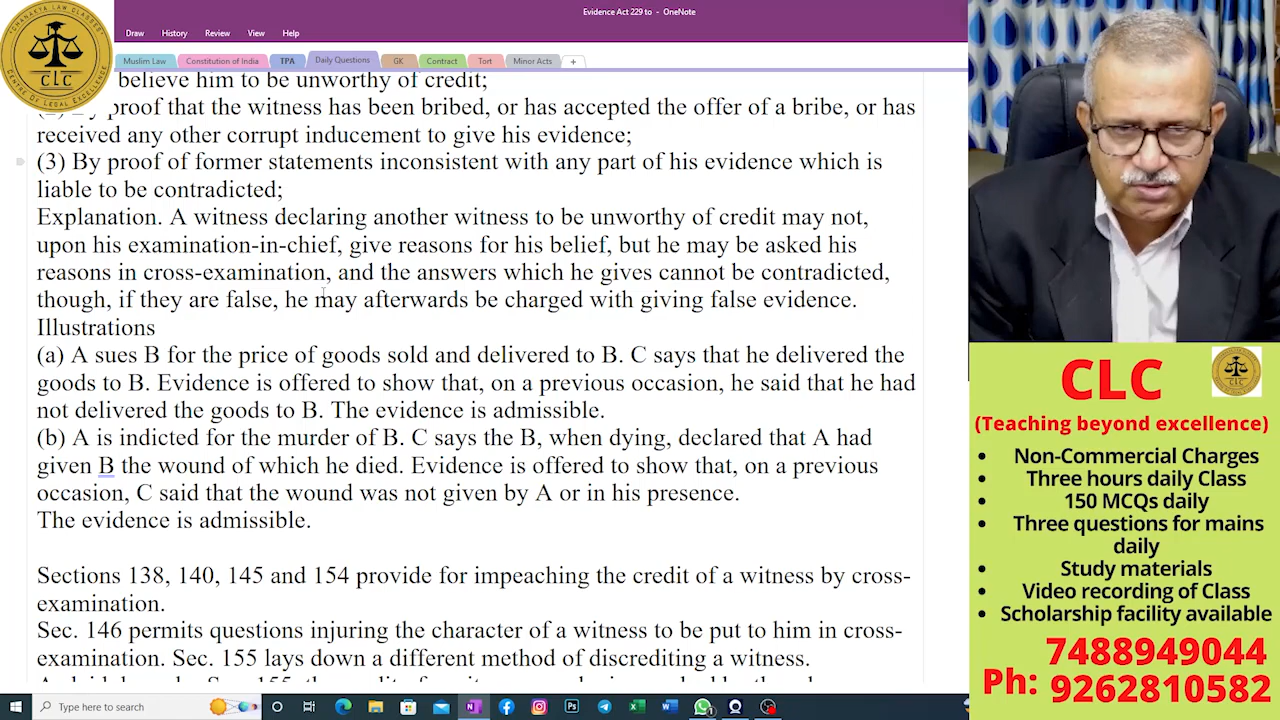 Evidence Act 229 to - OneNote
Draw History Review View Help
Muslim Law Constitution of India TPA Daily Questions GK Contract Tort Minor Acts +
CHANAKYA LAW CLASSES
CLC
CENTRE OF LEGAL EXCELLENCE
believe him to be unworthy of credit;
proof that the witness has been bribed, or has accepted the offer of a bribe, or has
received any other corrupt inducement to give his evidence;
(3) By proof of former statements inconsistent with any part of his evidence which is
liable to be contradicted;
Explanation. A witness declaring another witness to be unworthy of credit may not,
upon his examination-in-chief, give reasons for his belief, but he may be asked his
reasons in cross-examination, and the answers which he gives cannot be contradicted,
though, if they are false, he may afterwards be charged with giving false evidence.
Illustrations
(a) A sues B for the price of goods sold and delivered to B. C says that he delivered the
goods to B. Evidence is offered to show that, on a previous occasion, he said that he had
not delivered the goods to B. The evidence is admissible.
(b) A is indicted for the murder of B. C says the B, when dying, declared that A had
given B the wound of which he died. Evidence is offered to show that, on a previous
occasion, C said that the wound was not given by A or in his presence.
The evidence is admissible.
Sections 138, 140, 145 and 154 provide for impeaching the credit of a witness by cross-
examination.
Sec. 146 permits questions injuring the character of a witness to be put to him in cross-
examination. Sec. 155 lays down a different method of discrediting a witness.
Type here to search
CLC
(Teaching beyond excellence)
• Non-Commercial Charges
• Three hours daily Class
• 150 MCQs daily
• Three questions for mains
daily
• Study materials
• Video recording of Class
• Scholarship facility available
Ph: 7488949044
9262810582